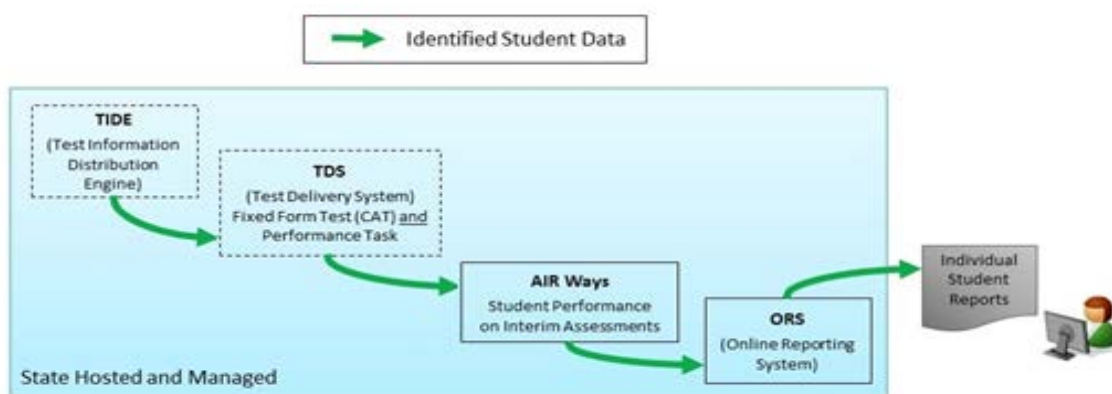 Identified Student Data
TIDE
(Test Information
Distribution
Engine)
TDS
(Test Delivery System)
Fixed Form Test (CAT) and
Performance Task
AIR Ways
Student Performance
on Interim Assessments
ORS
(Online Reporting
System)
Individual
Student
Reports
State Hosted and Managed